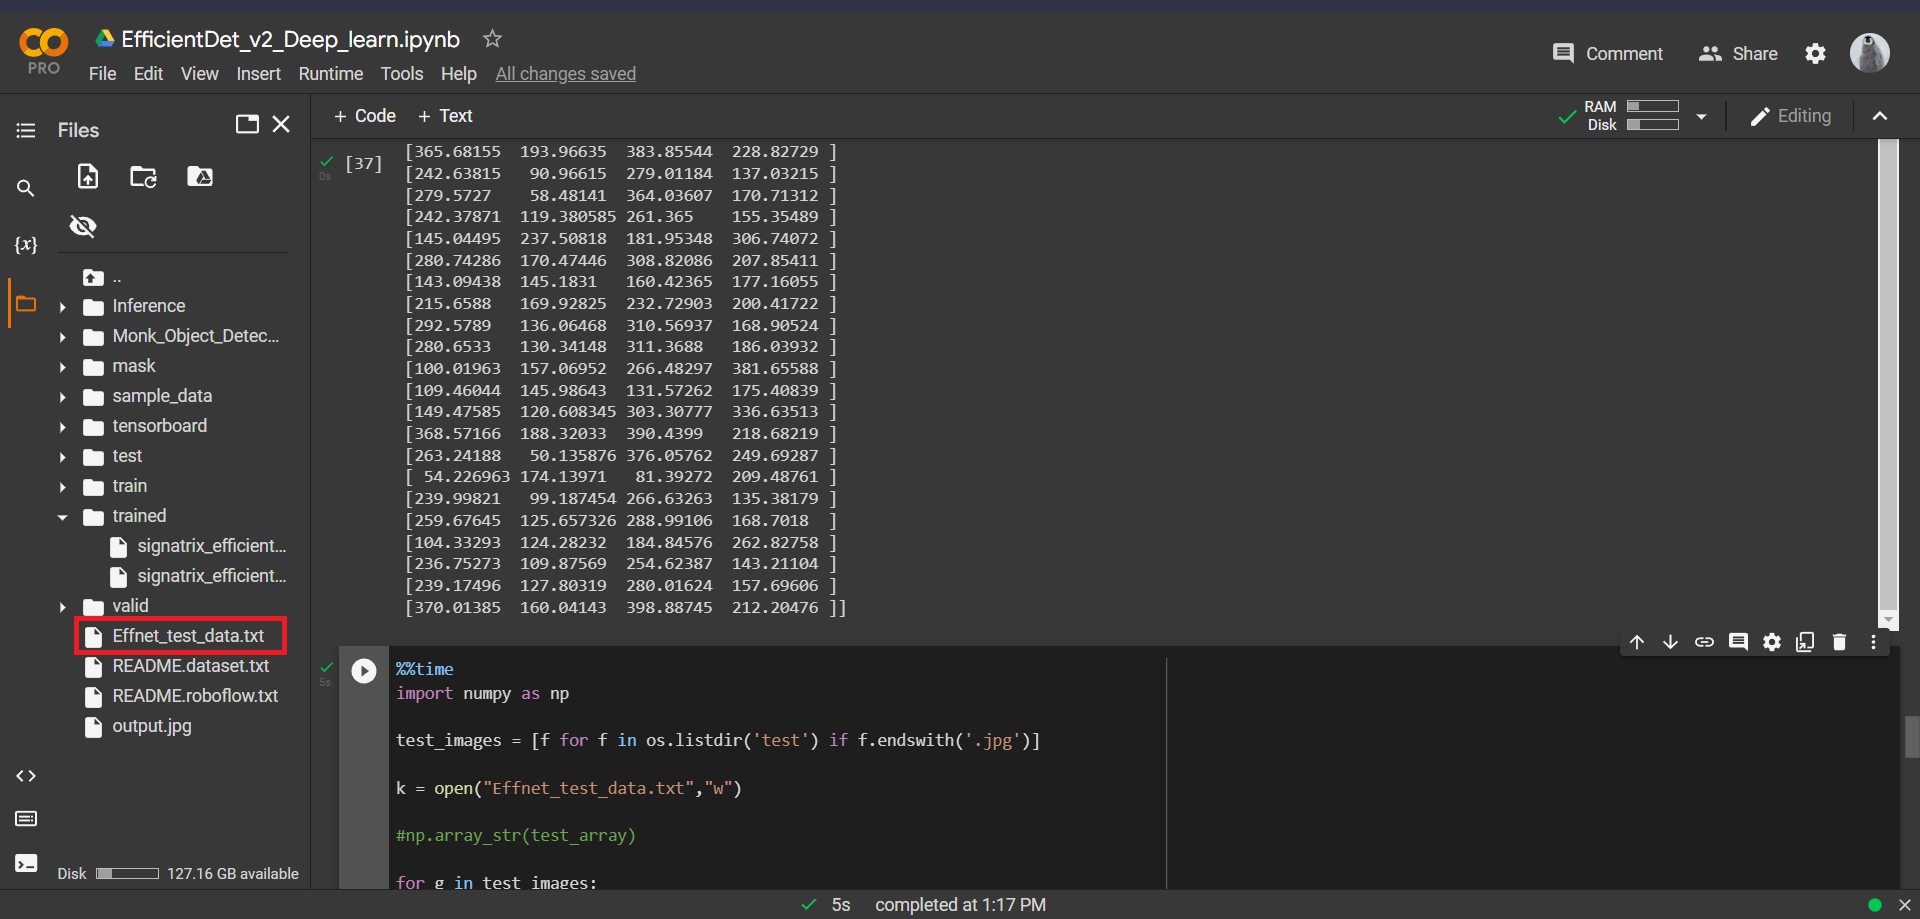 EfficientDet_v2_Deep_learn.ipynb
PRO
File Edit View Insert Runtime Tools Help All changes saved
Comment Share
Files
+ Code + Text
RAM
Disk
Editing
[37]
0s
[365.68155  193.96635  383.85544  228.82729 ]
[242.63815   90.96615  279.01184  137.03215 ]
[279.5727    58.48141  364.03607  170.71312 ]
[242.37871  119.380585 261.365    155.35489 ]
[145.04495  237.50818  181.95348  306.74072 ]
[280.74286  170.47446  308.82086  207.85411 ]
[143.09438  145.1831   160.42365  177.16055 ]
[215.6588   169.92825  232.72903  200.41722 ]
[292.5789   136.06468  310.56937  168.90524 ]
[280.6533   130.34148  311.3688   186.03932 ]
[100.01963  157.06952  266.48297  381.65588 ]
[109.46044  145.98643  131.57262  175.40839 ]
[149.47585  120.608345 303.30777  336.63513 ]
[368.57166  188.32033  390.4399   218.68219 ]
[263.24188   50.135876 376.05762  249.69287 ]
[ 54.226963 174.13971   81.39272  209.48761 ]
[239.99821   99.187454 266.63263  135.38179 ]
[259.67645  125.657326 288.99106  168.7018  ]
[104.33293  124.28232  184.84576  262.82758 ]
[236.75273  109.87569  254.62387  143.21104 ]
[239.17496  127.80319  280.01624  157.69606 ]
[370.01385  160.04143  398.88745  212.20476 ]]
{x}
..
Inference
Monk_Object_Detec...
mask
sample_data
tensorboard
test
train
trained
signatrix_efficient...
signatrix_efficient...
valid
Effnet_test_data.txt
README.dataset.txt
README.roboflow.txt
output.jpg
Disk 127.16 GB available
5s
%%time
import numpy as np
test_images = [f for f in os.listdir('test') if f.endswith('.jpg')]
k = open("Effnet_test_data.txt","w")
#np.array_str(test_array)
for g in test_images:
5s completed at 1:17 PM